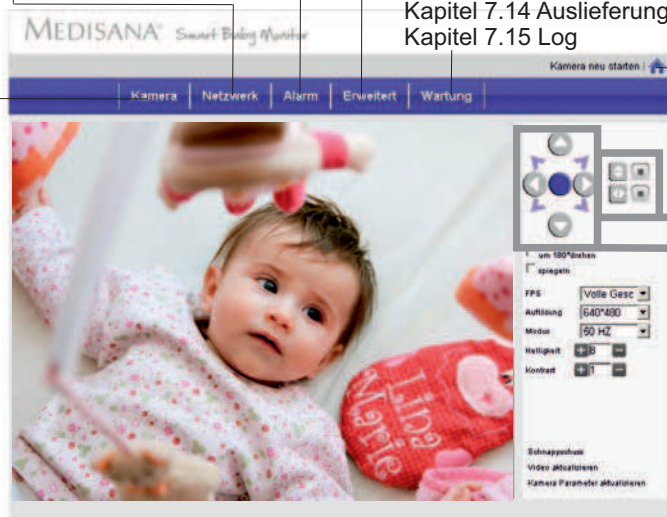 Kapitel 7.14 Auslieferung
Kapitel 7.15 Log
MEDISANA® Smart Baby Monitor
Kamera neu starten
Kamera Netzwerk Alarm Erweitert Wartung
um 180°drehen
spiegeln
FPS Volle Gesc
Auflösung 640*480
Modus 50 HZ
Helligkeit 8
Kontrast 1
Lina
Marie
Schnappschuss
Video aktualisieren
Kamera Parameter aktualisieren